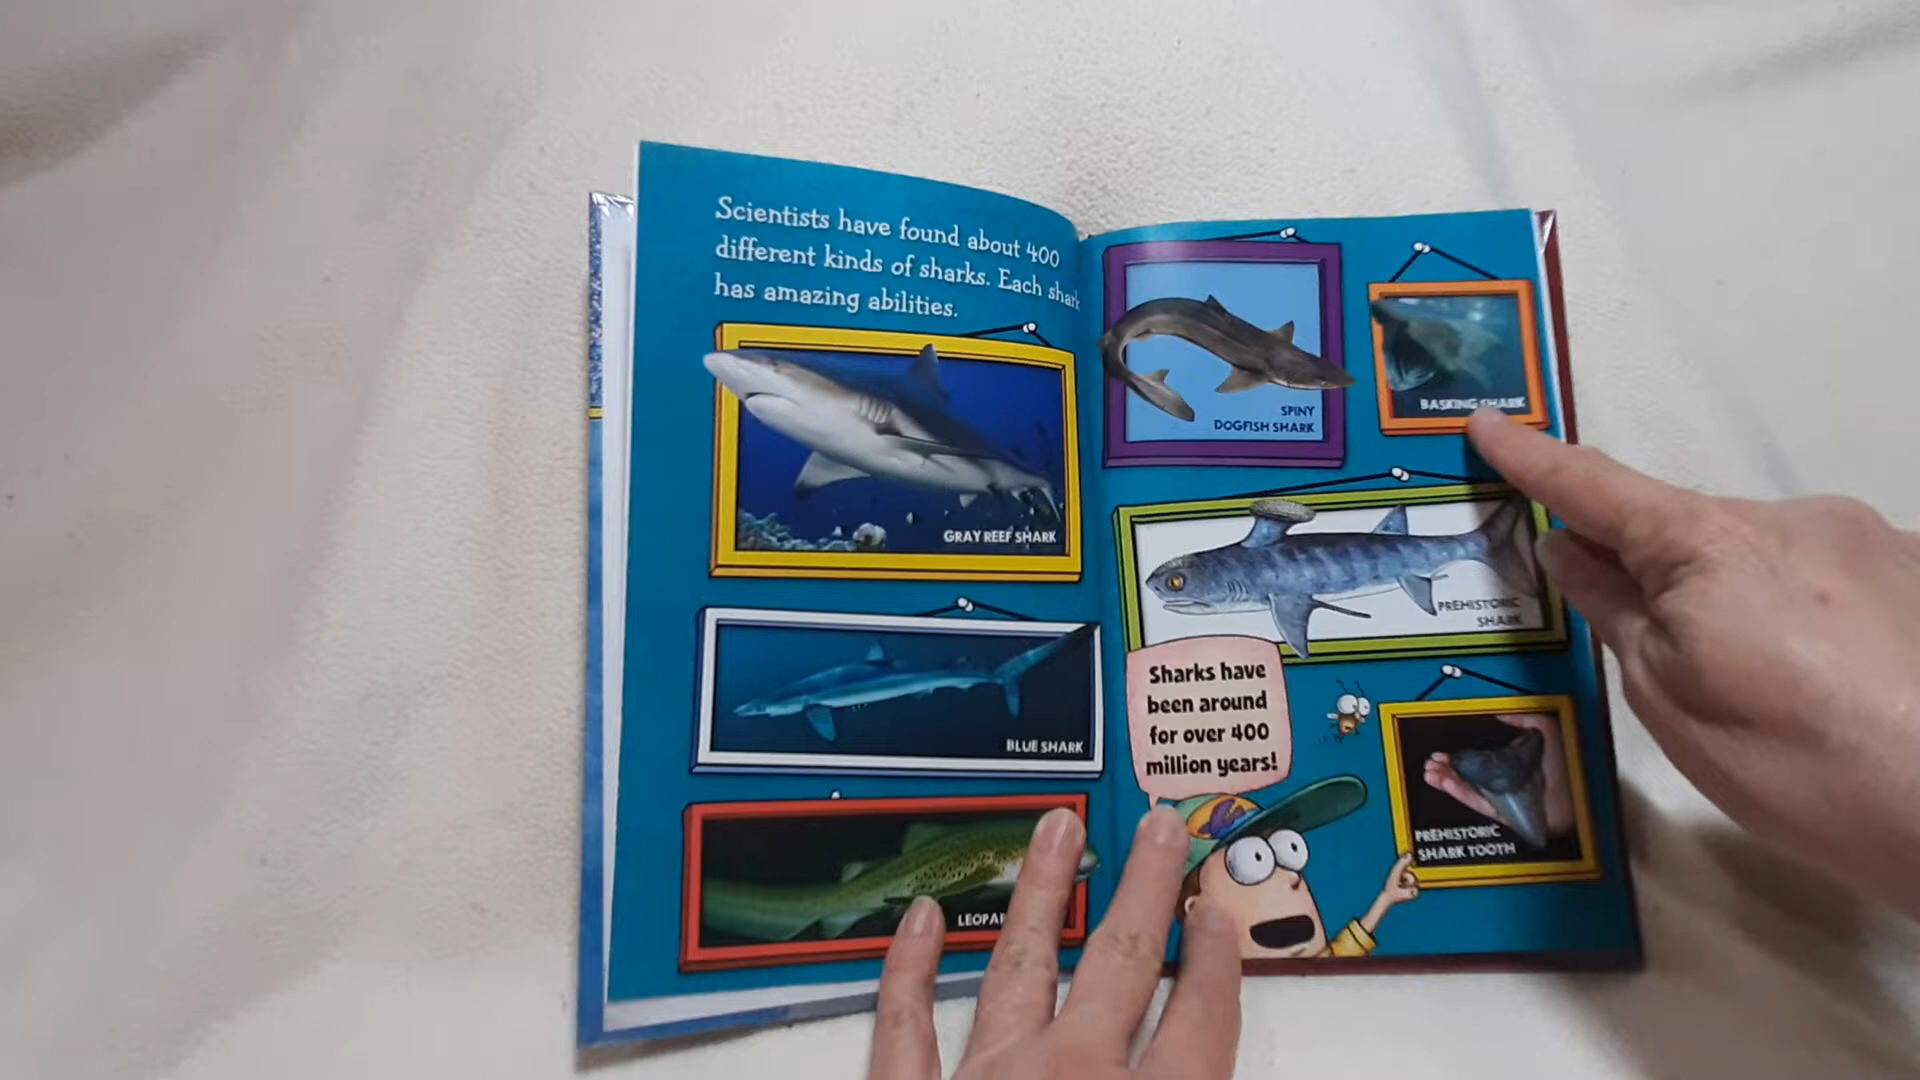 Scientists have found about 400
different kinds of sharks. Each shark
has amazing abilities.
GRAY REEF SHARK
BLUE SHARK
SPINY
DOGFISH SHARK
BASKING SHARK
PREHISTORIC
SHARK
Sharks have
been around
for over 400
million years!
PREHISTORIC
SHARK TOOTH